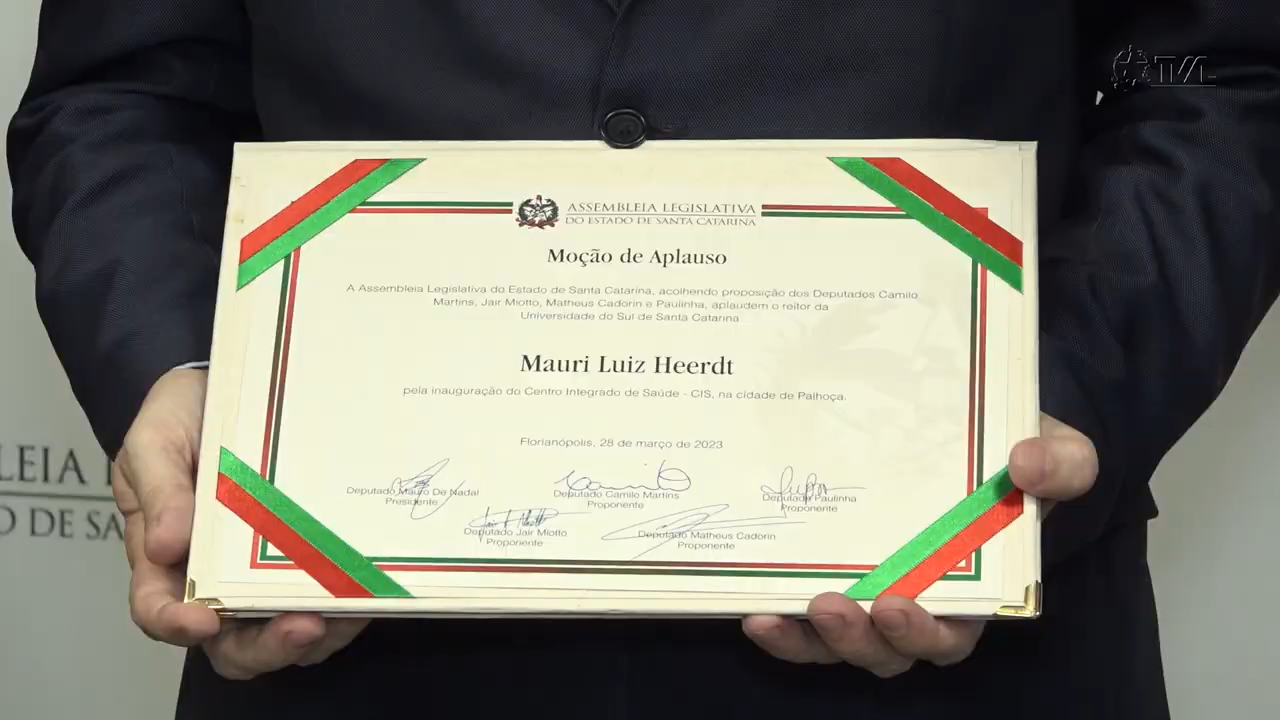 TVAL
ASSEMBLEIA LEGISLATIVA
DO ESTADO DE SANTA CATARINA
Moção de Aplauso
A Assembleia Legislativa do Estado de Santa Catarina, acolhendo proposição dos Deputados Camilo
Martins, Jair Miotto, Matheus Cadorin e Paulinha, aplaudem o reitor da
Universidade do Sul de Santa Catarina
Mauri Luiz Heerdt
pela inauguração do Centro Integrado de Saúde - CIS, na cidade de Palhoça.
Florianópolis, 28 de março de 2023
Deputado Mauro De Nadal
Presidente
Deputado Camilo Martins
Proponente
Deputada Paulinha
Proponente
Deputado Jair Miotto
Proponente
Deputado Matheus Cadorin
Proponente
BLEIA L
O DE SA